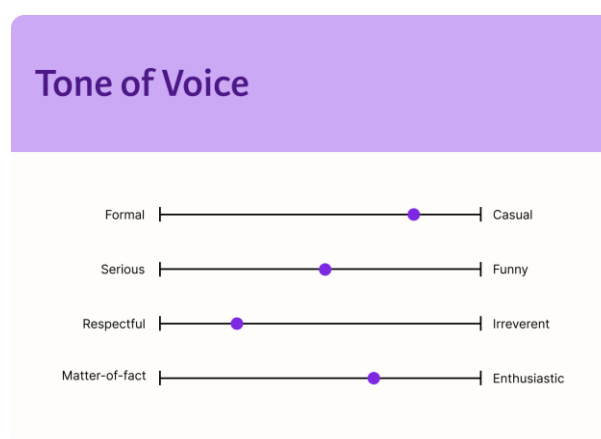 Tone of Voice
Formal Casual
Serious Funny
Respectful Irreverent
Matter-of-fact Enthusiastic